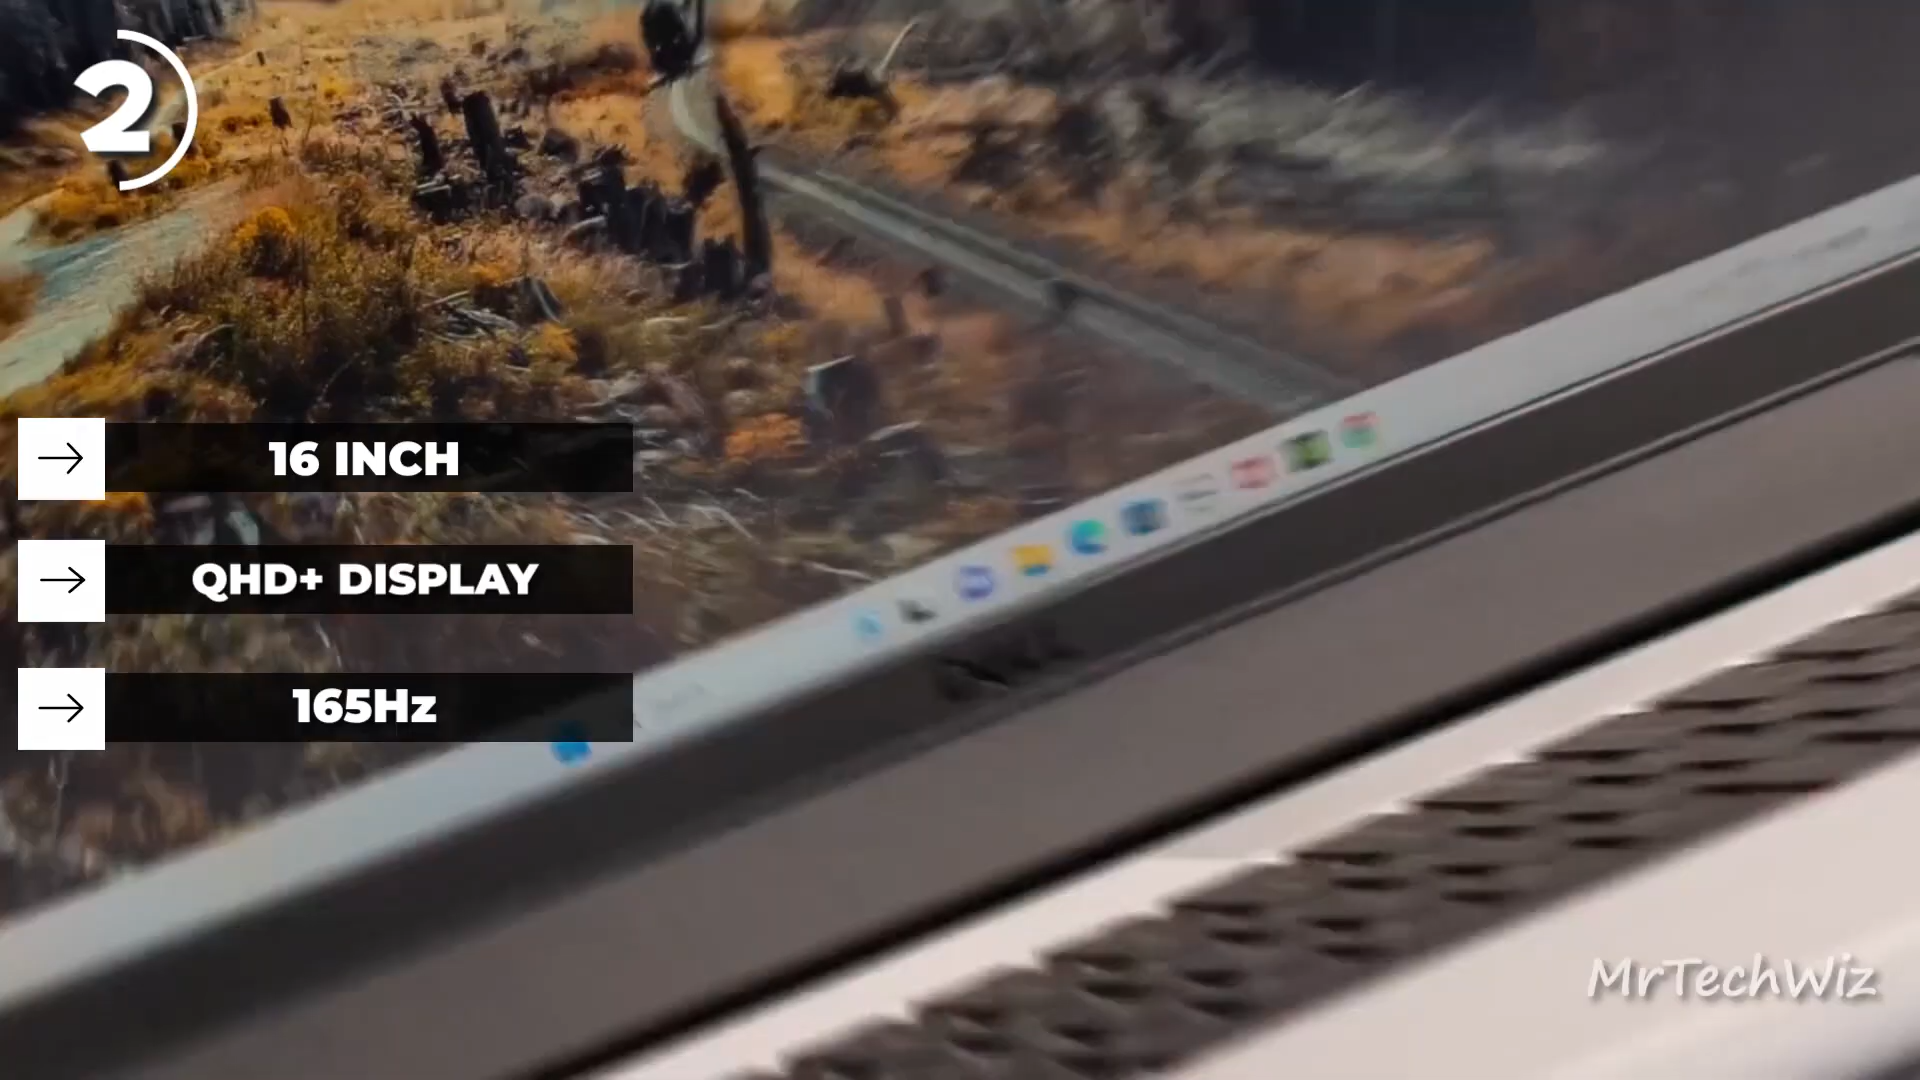 2
16 INCH
QHD+ DISPLAY
165Hz
MrTechWiz